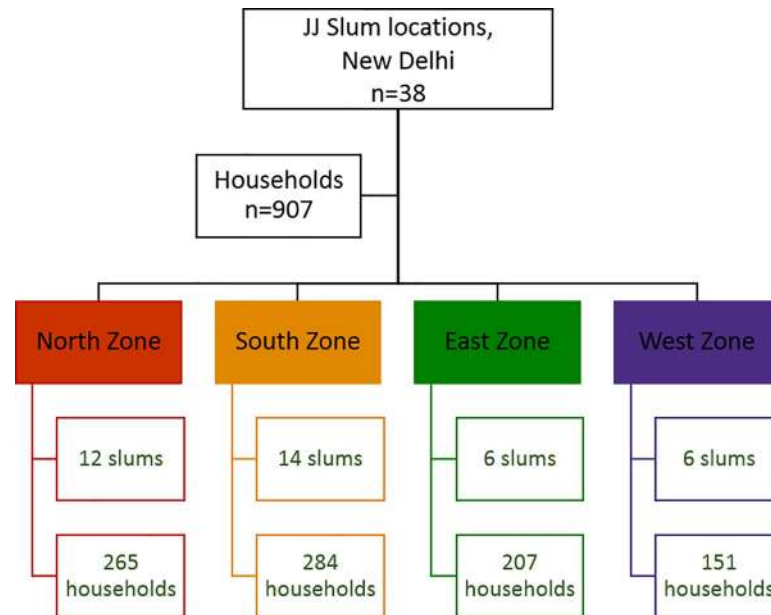 JJ Slum locations,
New Delhi
n=38
Households
n=907
North Zone
South Zone
East Zone
West Zone
12 slums
14 slums
6 slums
6 slums
265
households
284
households
207
households
151
households